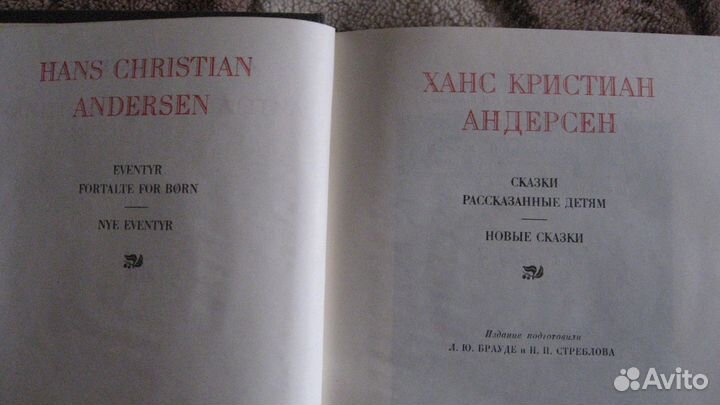 HANS CHRISTIAN
ANDERSEN
EVENTYR
FORTALTE FOR BØRN
NYE EVENTYR
ХАНС КРИСТИАН
АНДЕРСЕН
СКАЗКИ
РАССКАЗАННЫЕ ДЕТЯМ
НОВЫЕ СКАЗКИ
Издание подготовили
Л. Ю. БРАУДЕ и И. П. СТРЕБЛОВА
Avito